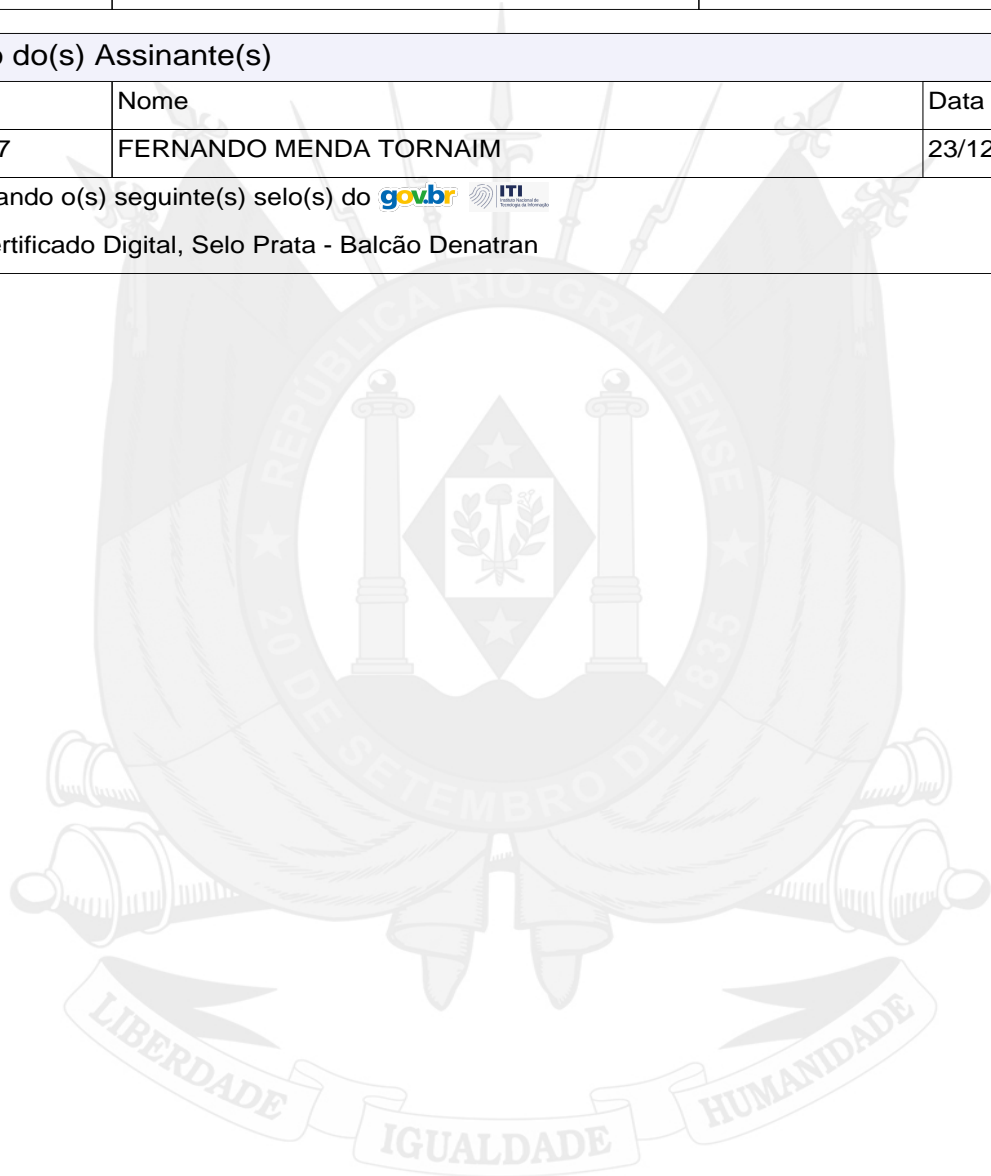 o do(s) Assinante(s)
Nome Data
7 FERNANDO MENDA TORNAIM 23/12
ando o(s) seguinte(s) selo(s) do gov.br ITI
ertificado Digital, Selo Prata - Balcão Denatran
REPÚBLICA RIO-GRANDENSE
20 DE SETEMBRO DE 1835
LIBERDADE IGUALDADE HUMANIDADE